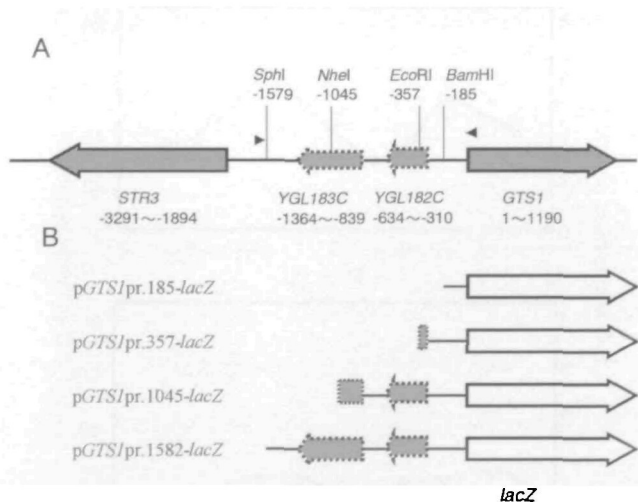 A
SphI NheI EcoRI BamHI
-1579 -1045 -357 -185
STR3 YGL183C YGL182C GTS1
-3291～-1894 -1364～-839 -634～-310 1～1190
B
pGTS1pr.185-lacZ
pGTS1pr.357-lacZ
pGTS1pr.1045-lacZ
pGTS1pr.1582-lacZ
lacZ